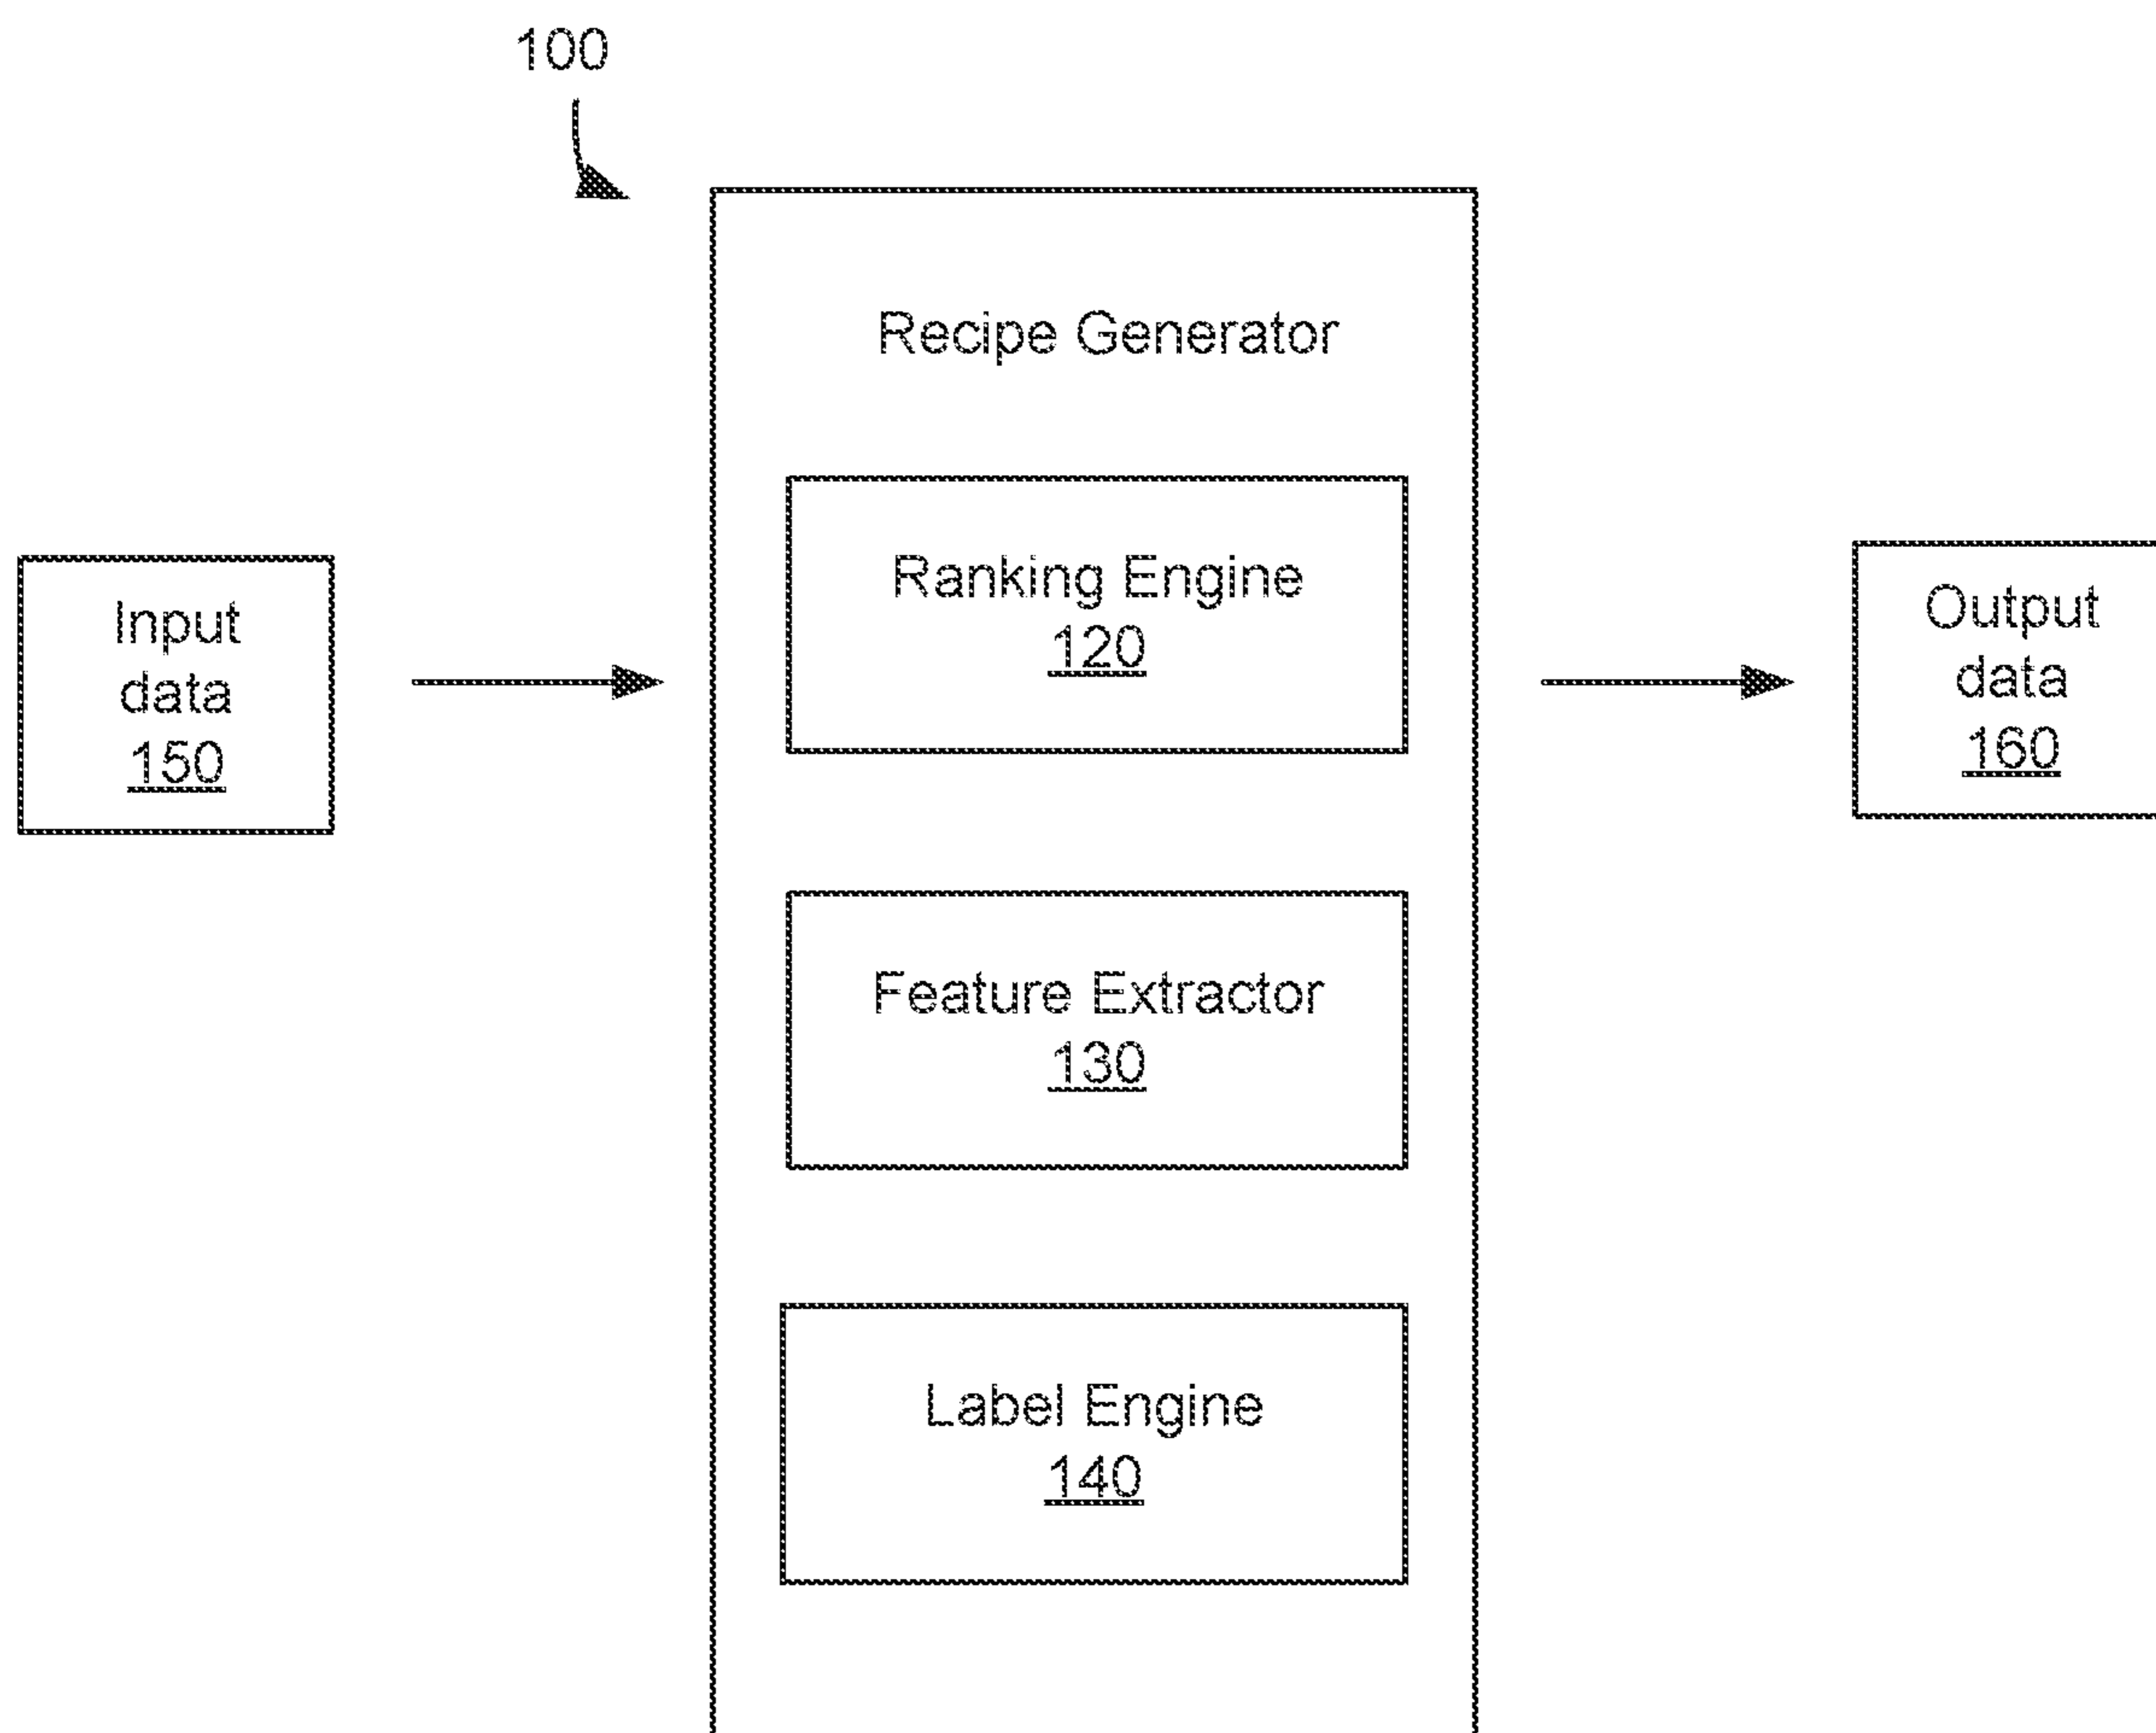 100
Recipe Generator
Ranking Engine
120
Input
data
150
Output
data
160
Feature Extractor
130
Label Engine
140